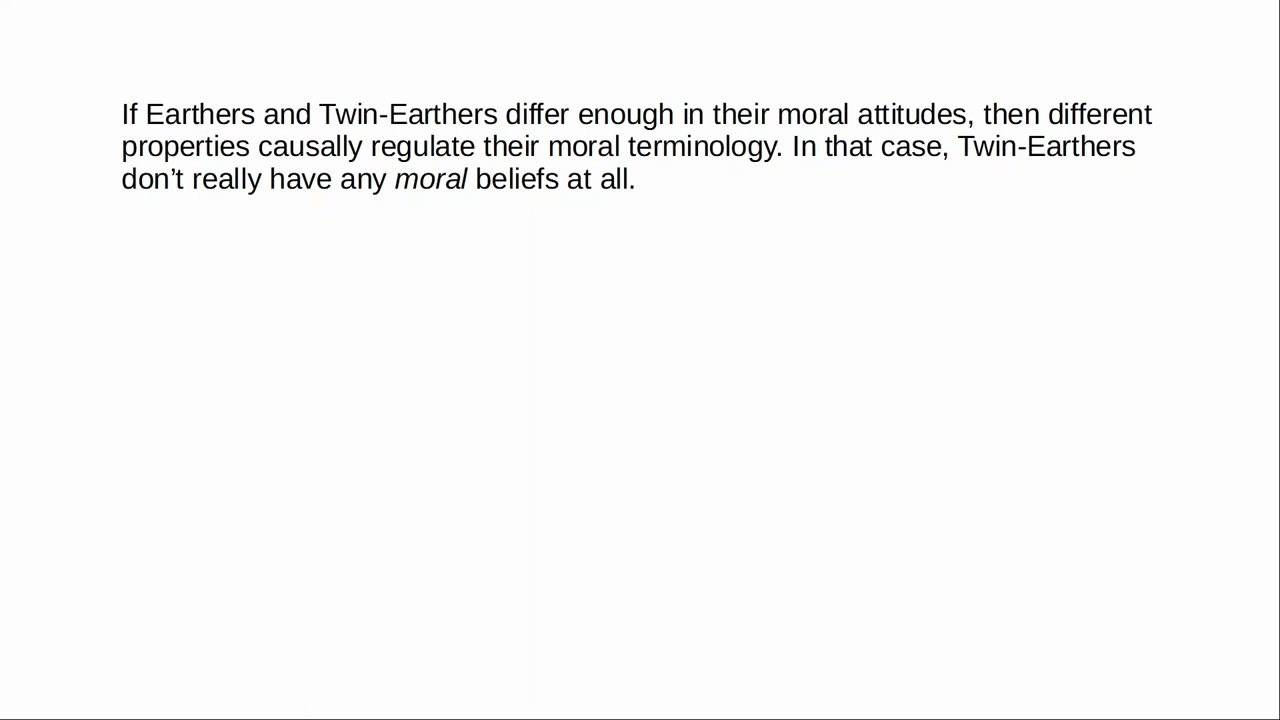 If Earthers and Twin-Earthers differ enough in their moral attitudes, then different
properties causally regulate their moral terminology. In that case, Twin-Earthers
don’t really have any moral beliefs at all.